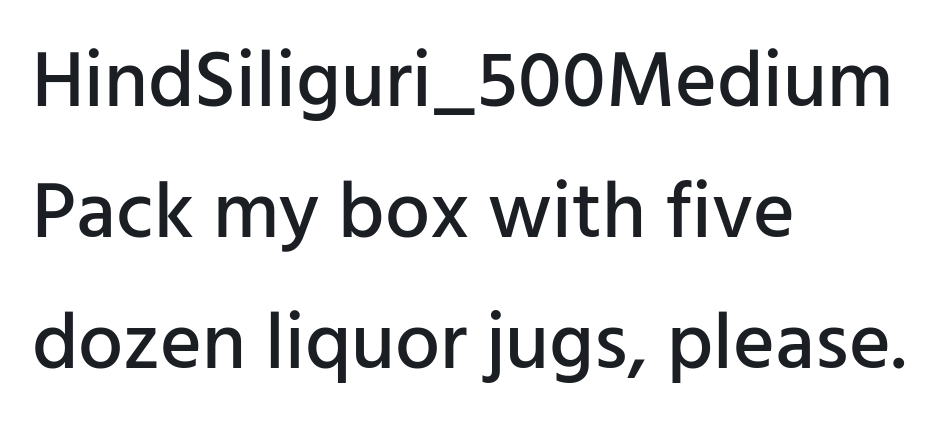 HindSiliguri_500Medium
Pack my box with five
dozen liquor jugs, please.